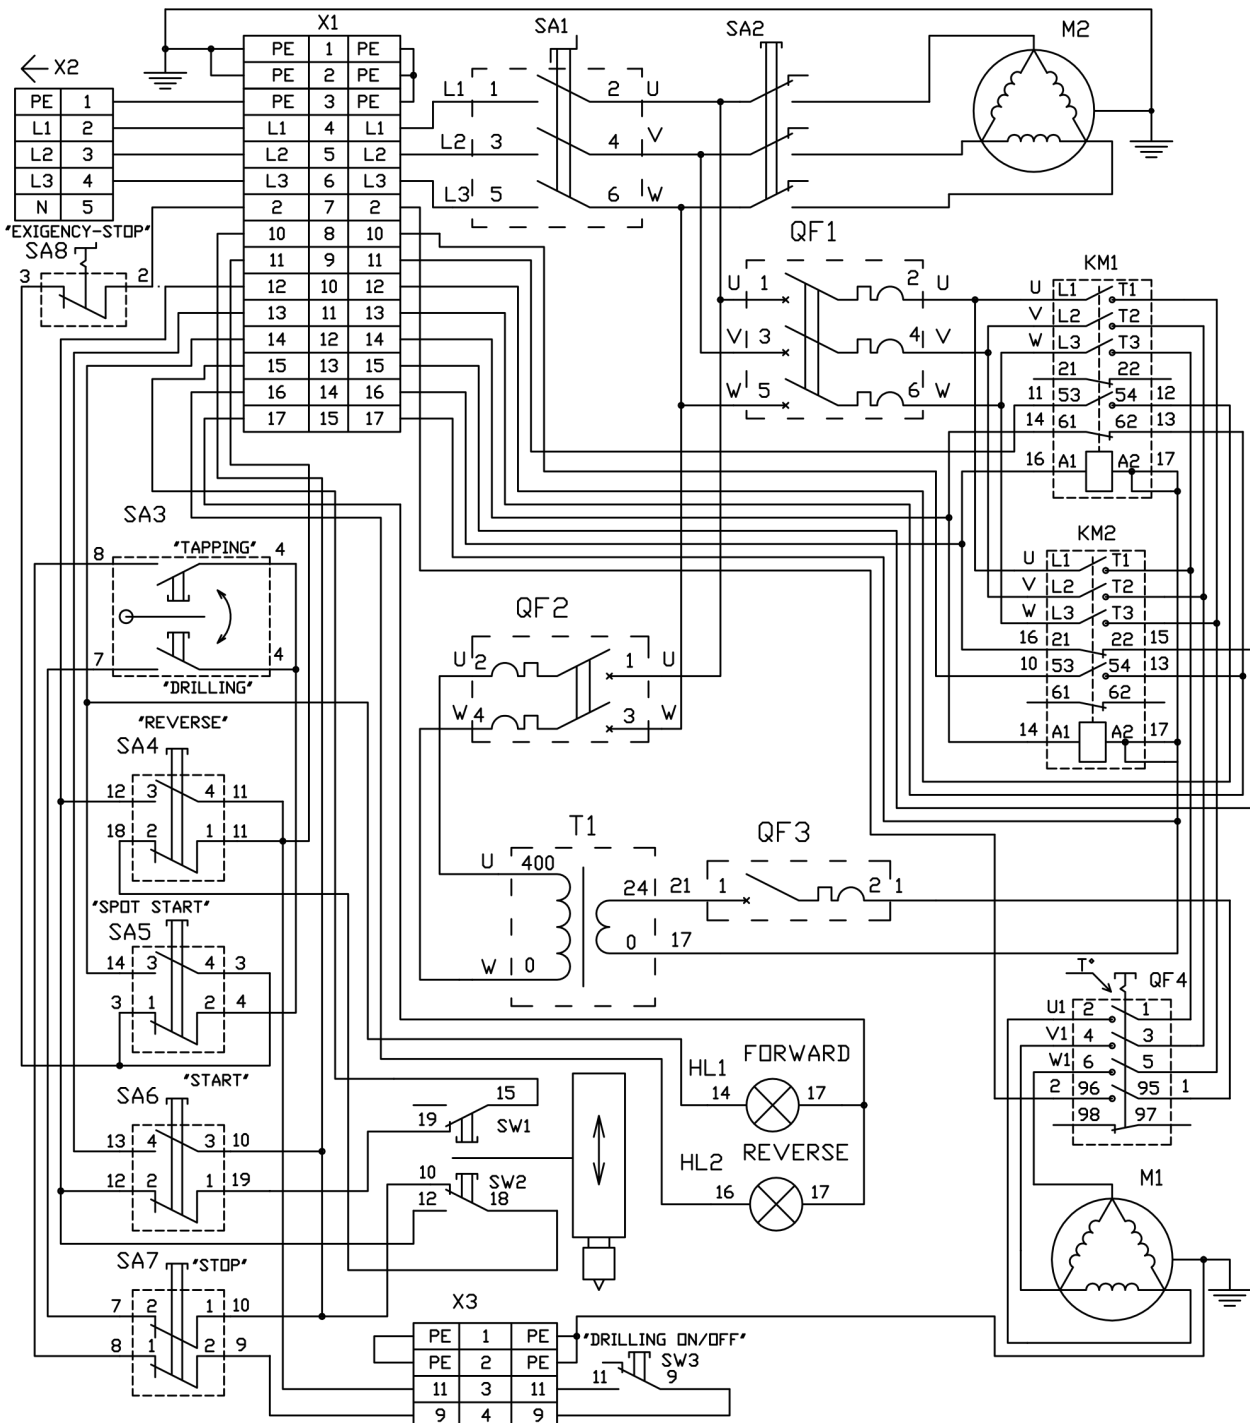 X1
SA1
SA2
M2
X2
PE 1 PE
PE 2 PE
PE 3 PE
L1 4 L1
L2 5 L2
L3 6 L3
2 7 2
10 8 10
11 9 11
12 10 12
13 11 13
14 12 14
15 13 15
16 14 16
17 15 17
PE 1
L1 2
L2 3
L3 4
N 5
L1 1 2 U
L2 3 4 V
L3 5 6 W
"EXIGENCY-STOP"
SA8
3 2
QF1
U 1 2 U
V 3 4 V
W 5 6 W
KM1
U L1 T1
V L2 T2
W L3 T3
21 22
11 53 54 12
14 61 62 13
16 A1 A2 17
SA3
8 "TAPPING" 4
7 4
"DRILLING"
KM2
U L1 T1
V L2 T2
W L3 T3
16 21 22 15
10 53 54 13
61 62
14 A1 A2 17
QF2
U 2 1 U
W 4 3 W
"REVERSE"
SA4
12 3 4 11
18 2 1 11
T1
U 400
24 21
W 0
0 17
QF3
1 2 1
"SPOT START"
SA5
14 3 4 3
3 1 2 4
T°
QF4
U1 2 1
V1 4 3
W1 6 5
2 96 95 1
98 97
"START"
SA6
13 4 3 10
12 2 1 19
15
19 SW1
10 SW2
12 18
HL1 FORWARD
14 17
HL2 REVERSE
16 17
M1
SA7 "STOP"
7 2 1 10
8 1 2 9
X3
PE 1 PE
PE 2 PE
11 3 11
9 4 9
"DRILLING ON/OFF"
SW3
11 9